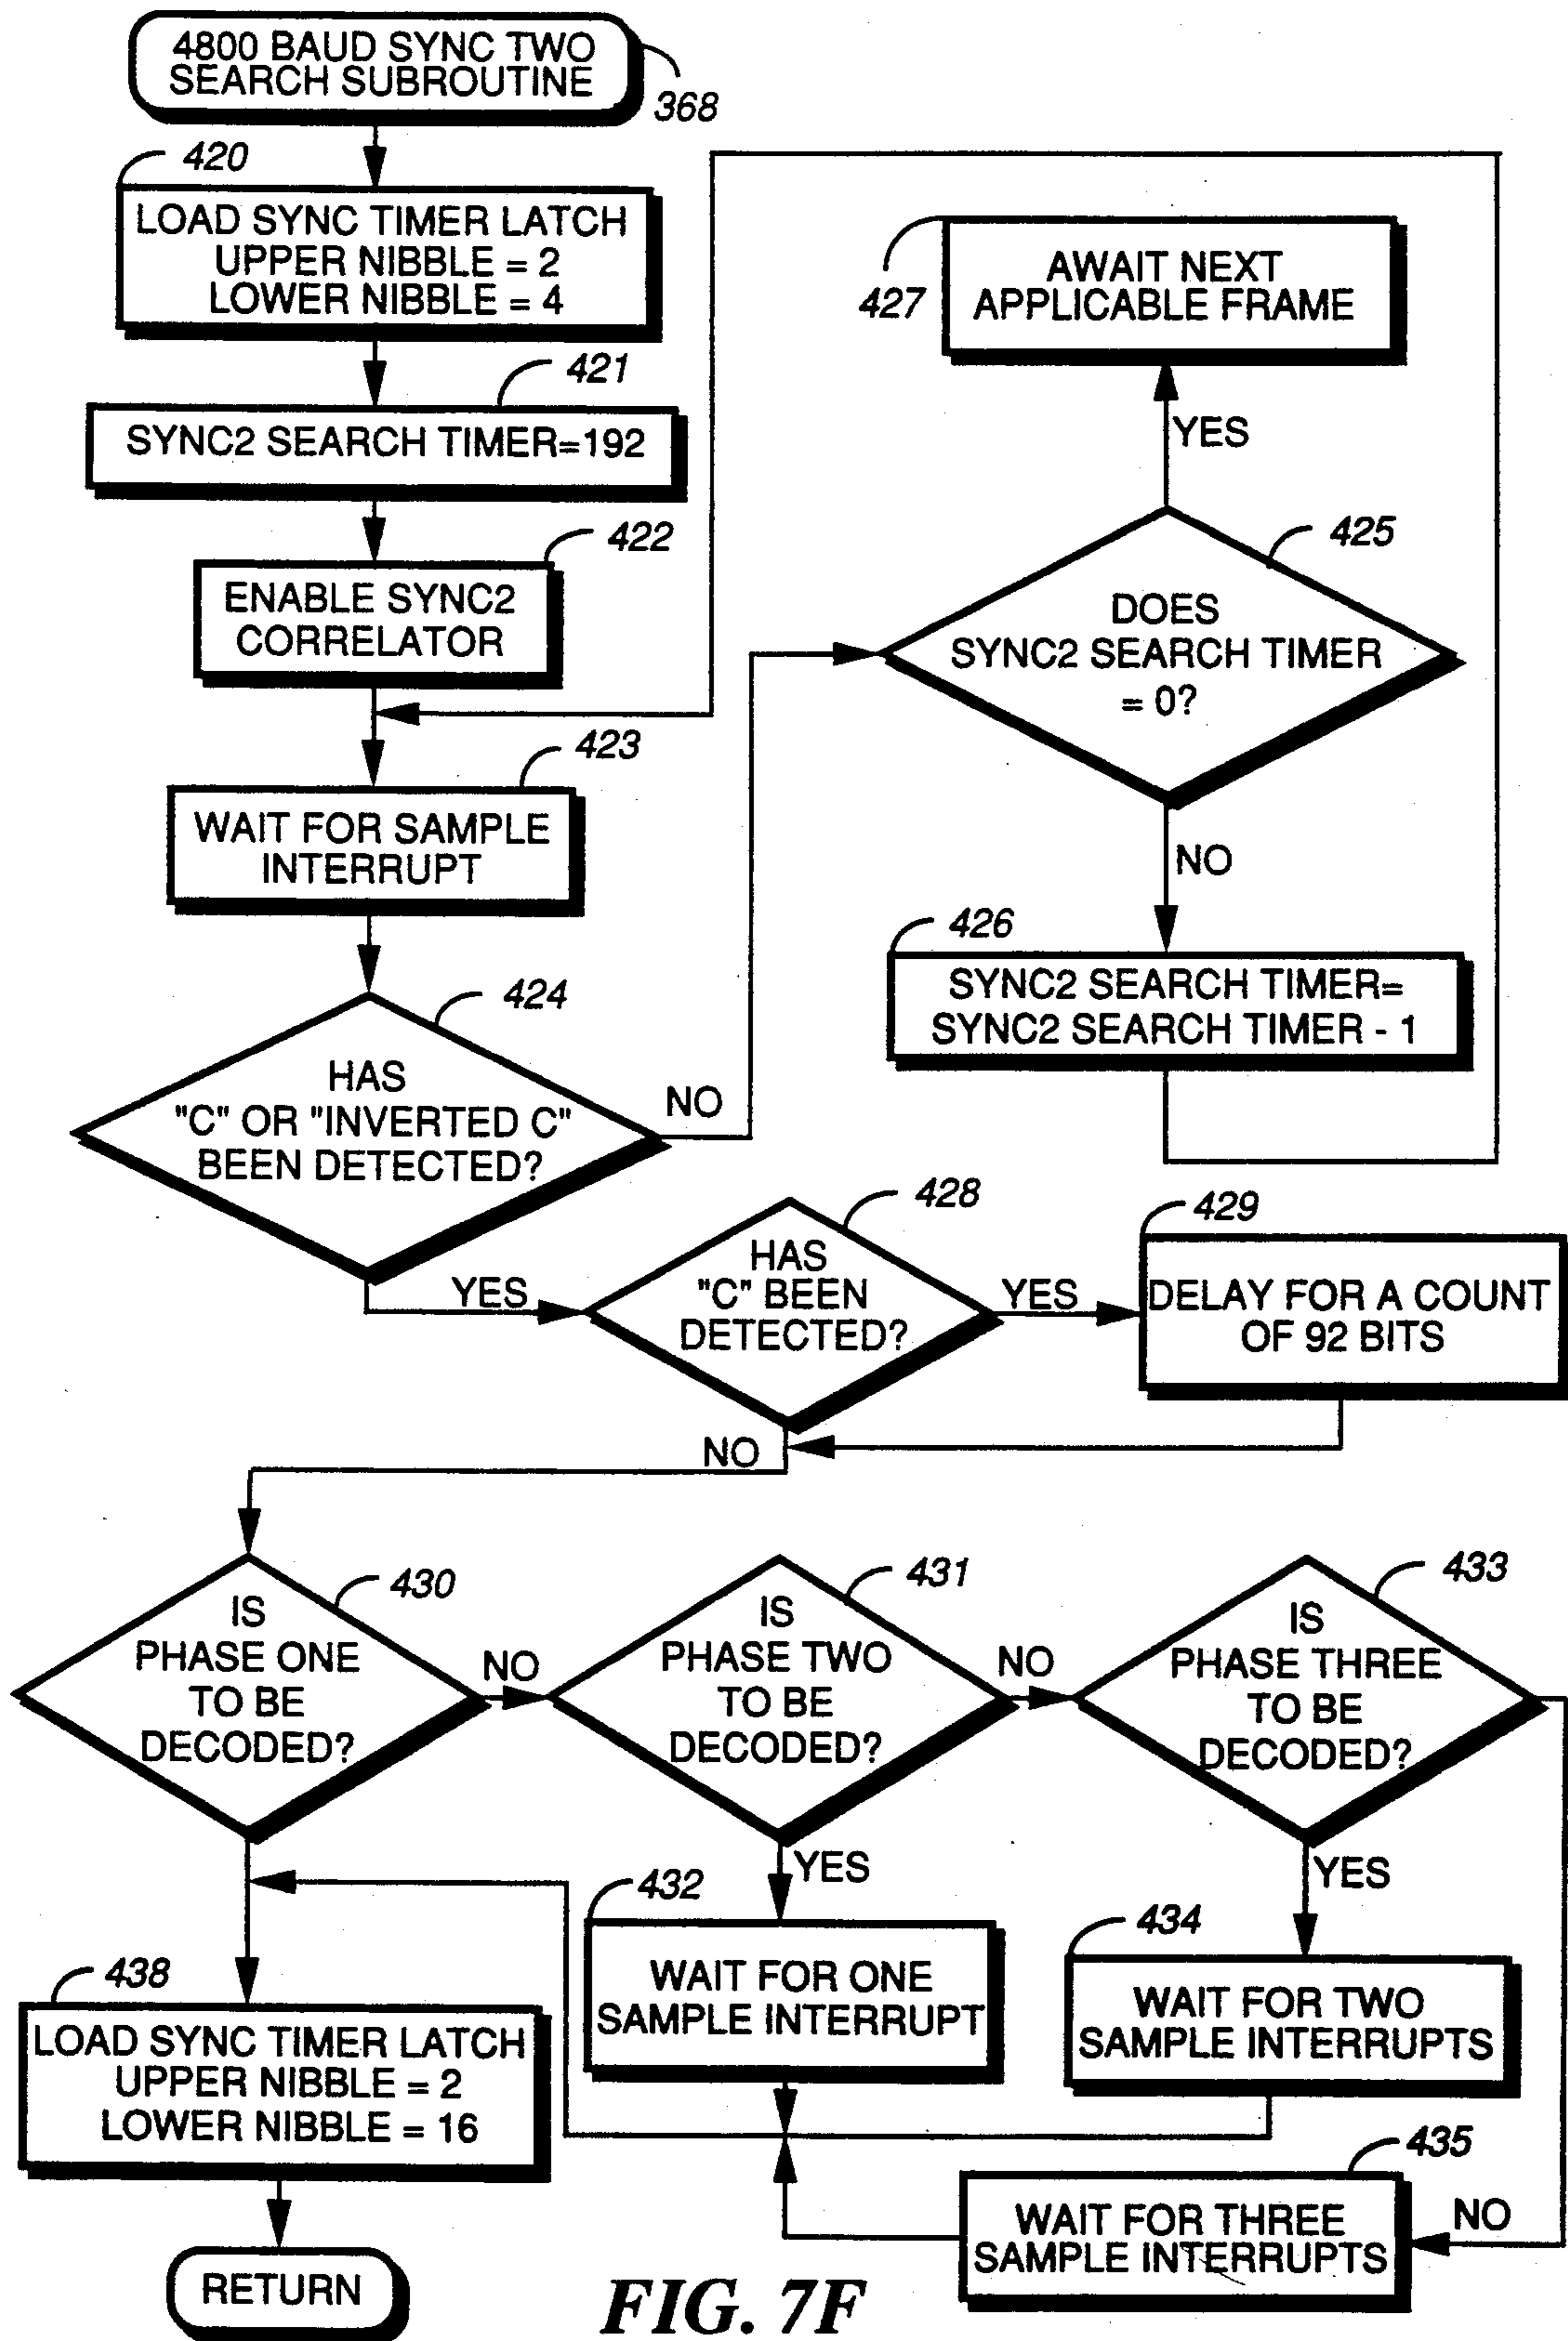 4800 BAUD SYNC TWO
SEARCH SUBROUTINE
368
420
LOAD SYNC TIMER LATCH
UPPER NIBBLE = 2
LOWER NIBBLE = 4
421
SYNC2 SEARCH TIMER=192
422
ENABLE SYNC2
CORRELATOR
423
WAIT FOR SAMPLE
INTERRUPT
424
HAS
"C" OR "INVERTED C"
BEEN DETECTED?
NO
YES
425
DOES
SYNC2 SEARCH TIMER
= 0?
YES
427
AWAIT NEXT
APPLICABLE FRAME
NO
426
SYNC2 SEARCH TIMER=
SYNC2 SEARCH TIMER - 1
428
HAS
"C" BEEN
DETECTED?
YES
429
DELAY FOR A COUNT
OF 92 BITS
NO
430
IS
PHASE ONE
TO BE
DECODED?
NO
431
IS
PHASE TWO
TO BE
DECODED?
NO
433
IS
PHASE THREE
TO BE
DECODED?
YES
432
WAIT FOR ONE
SAMPLE INTERRUPT
YES
434
WAIT FOR TWO
SAMPLE INTERRUPTS
NO
435
WAIT FOR THREE
SAMPLE INTERRUPTS
438
LOAD SYNC TIMER LATCH
UPPER NIBBLE = 2
LOWER NIBBLE = 16
RETURN
FIG. 7F